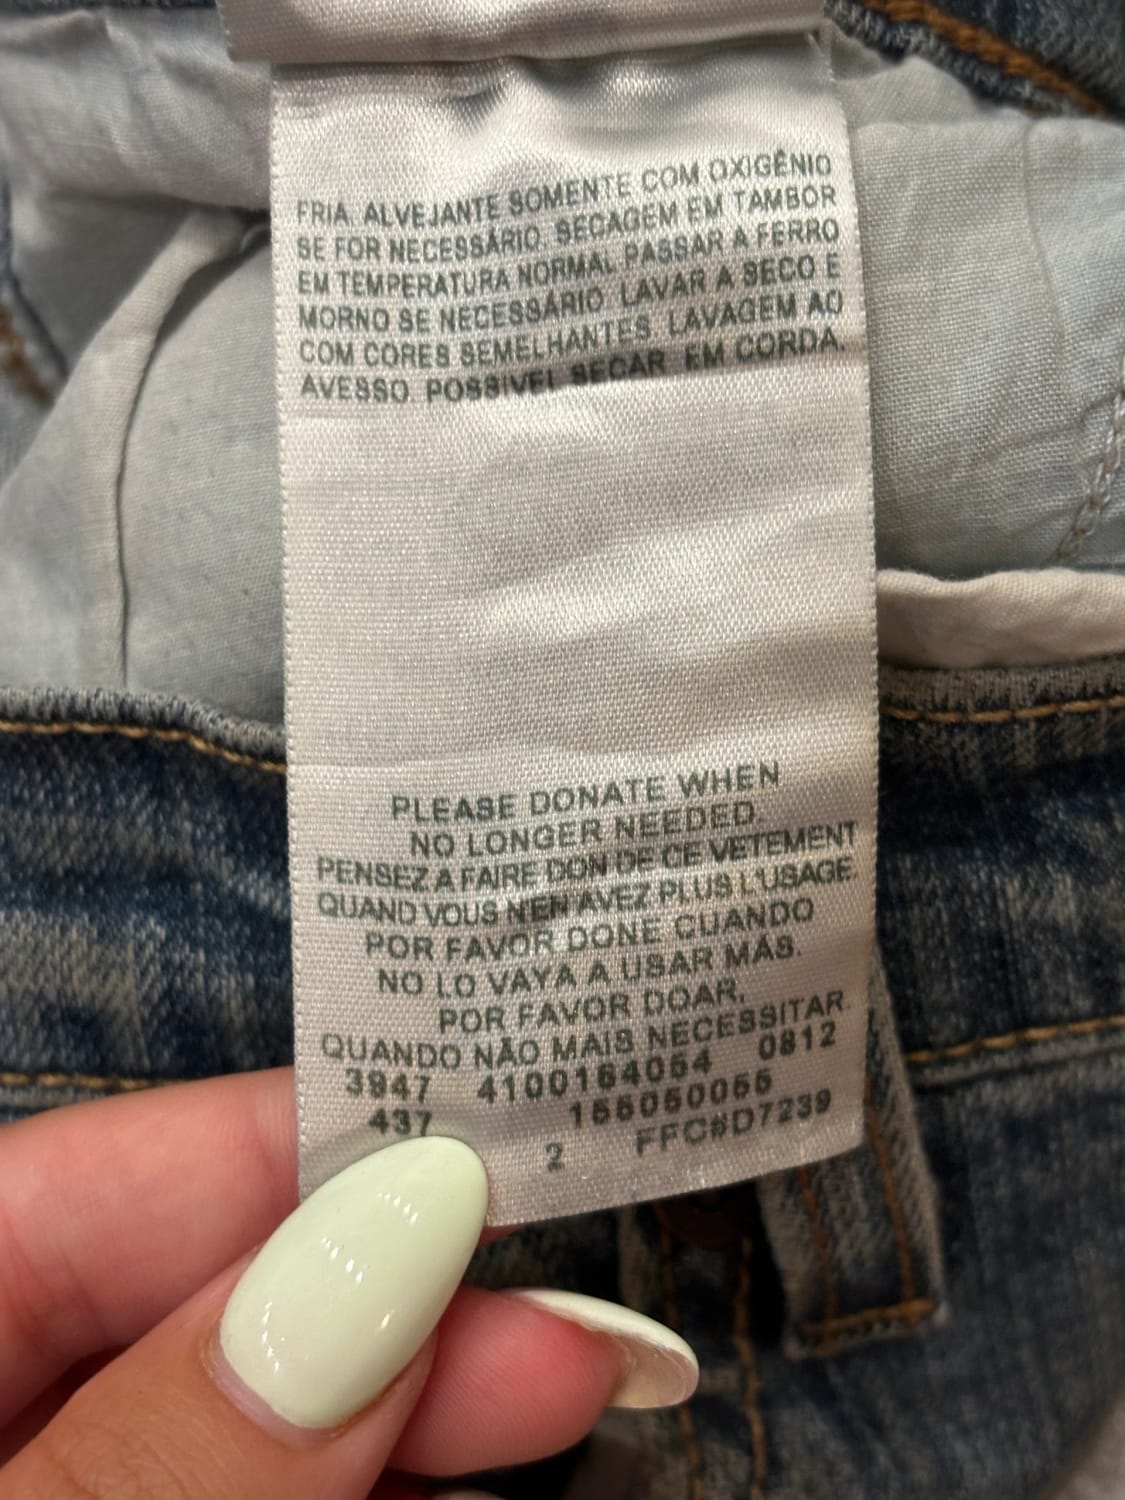 FRIA. ALVEJANTE SOMENTE COM OXIGÊNIO
SE FOR NECESSÁRIO. SECAGEM EM TAMBOR
EM TEMPERATURA NORMAL. PASSAR A FERRO
MORNO SE NECESSÁRIO. LAVAR A SECO E
COM CORES SEMELHANTES. LAVAGEM AO
AVESSO. POSSIVEL SECAR EM CORDA.
PLEASE DONATE WHEN
NO LONGER NEEDED.
PENSEZ A FAIRE DON DE CE VETEMENT
QUAND VOUS N'EN AVEZ PLUS L'USAGE.
POR FAVOR DONE CUANDO
NO LO VAYA A USAR MÁS.
POR FAVOR DOAR,
QUANDO NÃO MAIS NECESSITAR.
3947 4100164054 0812
437 155050055
2